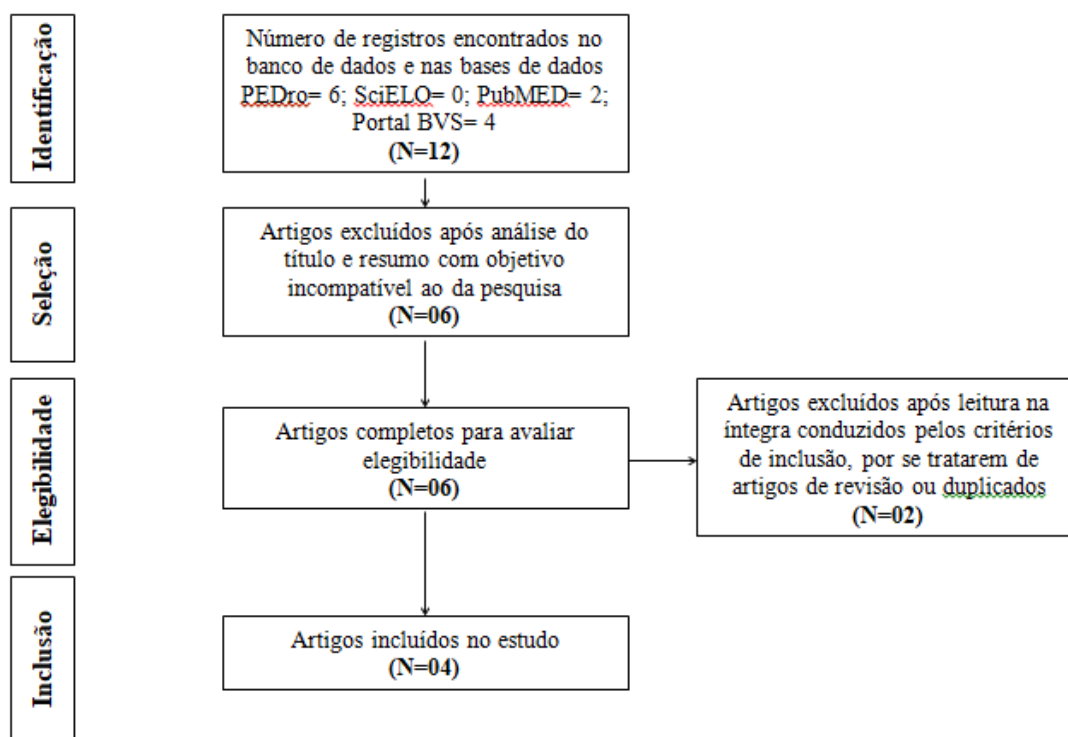 Identificação
Número de registros encontrados no
banco de dados e nas bases de dados
PEDro= 6; SciELO= 0; PubMED= 2;
Portal BVS= 4
(N=12)
Seleção
Artigos excluídos após análise do
título e resumo com objetivo
incompatível ao da pesquisa
(N=06)
Elegibilidade
Artigos completos para avaliar
elegibilidade
(N=06)
Artigos excluídos após leitura na
íntegra conduzidos pelos critérios
de inclusão, por se tratarem de
artigos de revisão ou duplicados
(N=02)
Inclusão
Artigos incluídos no estudo
(N=04)